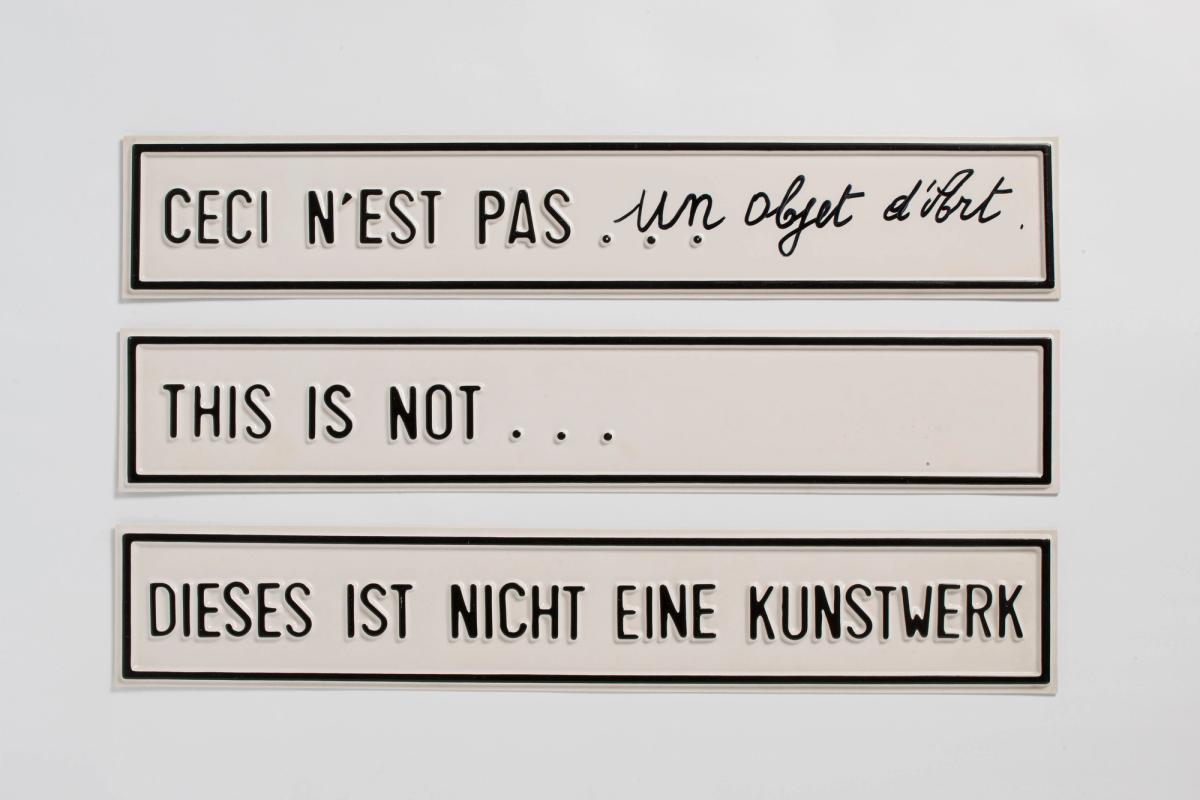 CECI N'EST PAS ... un objet d'Art.
THIS IS NOT ...
DIESES IST NICHT EINE KUNSTWERK